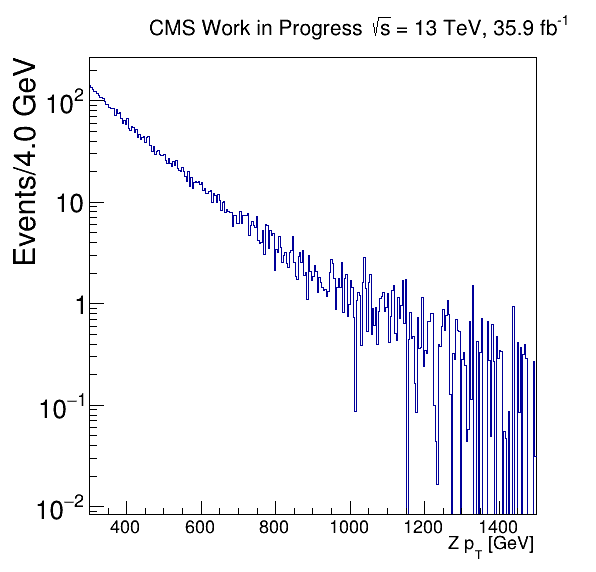 CMS Work in Progress √s = 13 TeV, 35.9 fb⁻¹
Events/4.0 GeV
10²
10
1
10⁻¹
10⁻²
400 600 800 1000 1200 1400
Z p_T [GeV]